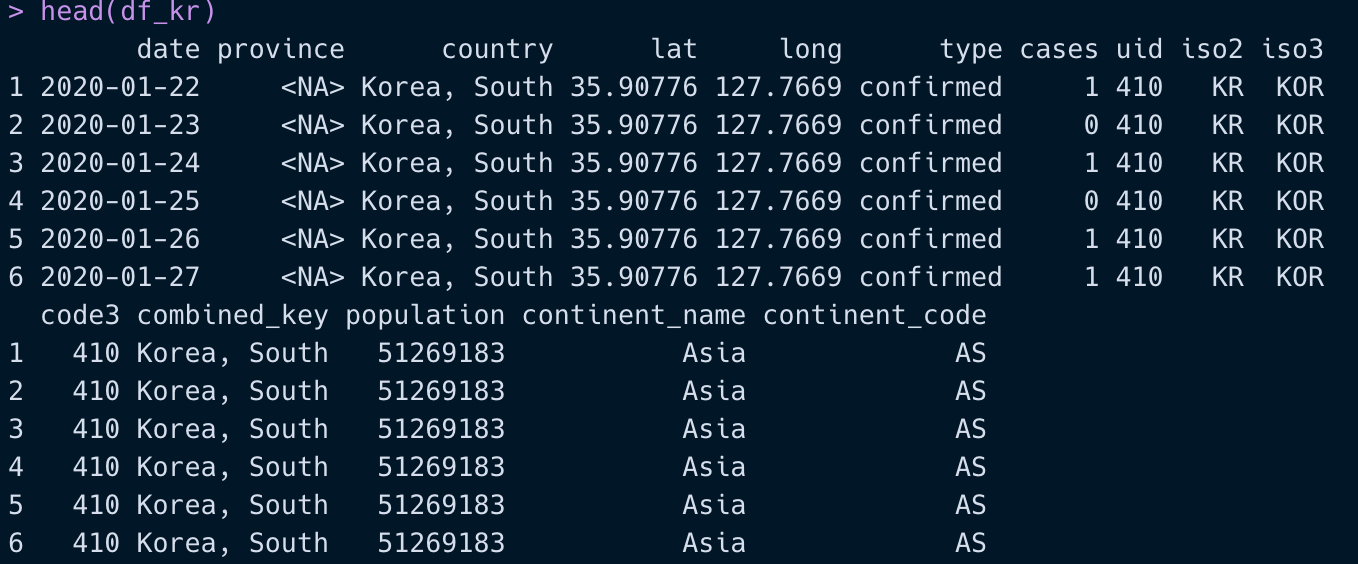 > head(df_kr)
        date province      country      lat     long      type cases uid iso2 iso3
1 2020-01-22     <NA> Korea, South 35.90776 127.7669 confirmed     1 410   KR  KOR
2 2020-01-23     <NA> Korea, South 35.90776 127.7669 confirmed     0 410   KR  KOR
3 2020-01-24     <NA> Korea, South 35.90776 127.7669 confirmed     1 410   KR  KOR
4 2020-01-25     <NA> Korea, South 35.90776 127.7669 confirmed     0 410   KR  KOR
5 2020-01-26     <NA> Korea, South 35.90776 127.7669 confirmed     1 410   KR  KOR
6 2020-01-27     <NA> Korea, South 35.90776 127.7669 confirmed     1 410   KR  KOR
  code3 combined_key population continent_name continent_code
1   410 Korea, South   51269183           Asia             AS
2   410 Korea, South   51269183           Asia             AS
3   410 Korea, South   51269183           Asia             AS
4   410 Korea, South   51269183           Asia             AS
5   410 Korea, South   51269183           Asia             AS
6   410 Korea, South   51269183           Asia             AS